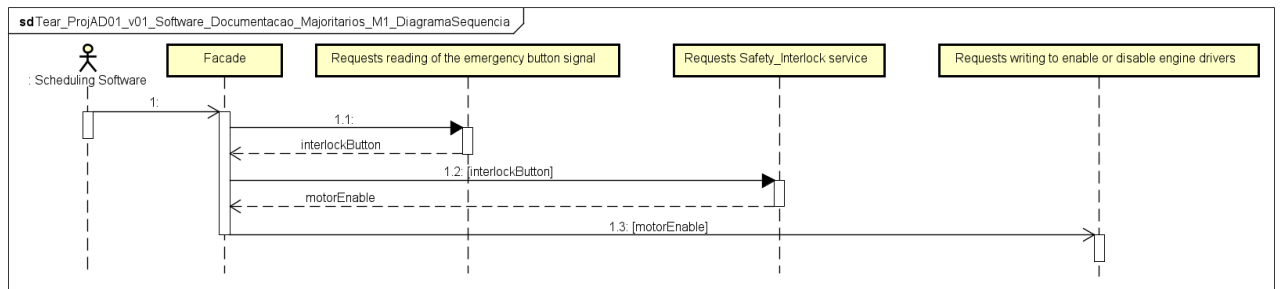 sd Tear_ProjAD01_v01_Software_Documentacao_Majoritarios_M1_DiagramaSequencia
Facade
Requests reading of the emergency button signal
Requests Safety_Interlock service
Requests writing to enable or disable engine drivers
: Scheduling Software
1:
1.1:
interlockButton
1.2: [interlockButton]
motorEnable
1.3: [motorEnable]